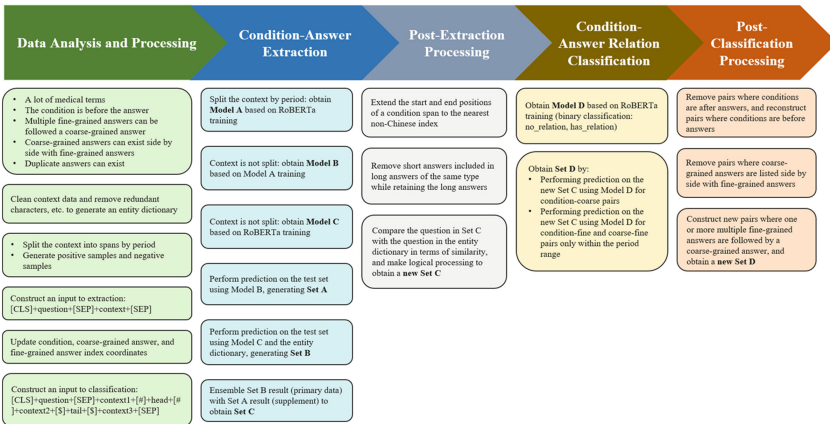 Data Analysis and Processing
Condition-Answer
Extraction
Post-Extraction
Processing
Condition-
Answer Relation
Classification
Post-
Classification
Processing
• A lot of medical terms
• The condition is before the answer
• Multiple fine-grained answers can be
followed a coarse-grained answer
• Coarse-grained answers can exist side by
side with fine-grained answers
• Duplicate answers can exist
Clean context data and remove redundant
characters, etc. to generate an entity dictionary
• Split the context into spans by period
• Generate positive samples and negative
samples
Construct an input to extraction:
[CLS]+question+[SEP]+context+[SEP]
Update condition, coarse-grained answer, and
fine-grained answer index coordinates
Construct an input to classification:
[CLS]+question+[SEP]+context1+[#]+head+[#
]+context2+[$]+tail+[$]+context3+[SEP]
Split the context by period: obtain
Model A based on RoBERTa
training
Context is not split: obtain Model B
based on Model A training
Context is not split: obtain Model C
based on RoBERTa training
Perform prediction on the test set
using Model B, generating Set A
Perform prediction on the test set
using Model C and the entity
dictionary, generating Set B
Ensemble Set B result (primary data)
with Set A result (supplement) to
obtain Set C
Extend the start and end positions
of a condition span to the nearest
non-Chinese index
Remove short answers included in
long answers of the same type
while retaining the long answers
Compare the question in Set C
with the question in the entity
dictionary in terms of similarity,
and make logical processing to
obtain a new Set C
Obtain Model D based on RoBERTa
training (binary classification:
no_relation, has_relation)
Obtain Set D by:
• Performing prediction on the
new Set C using Model D for
condition-coarse pairs
• Performing prediction on the
new Set C using Model D for
condition-fine and coarse-fine
pairs only within the period
range
Remove pairs where conditions
are after answers, and reconstruct
pairs where conditions are before
answers
Remove pairs where coarse-
grained answers are listed side by
side with fine-grained answers
Construct new pairs where one
or more multiple fine-grained
answers are followed by a
coarse-grained answer, and
obtain a new Set D